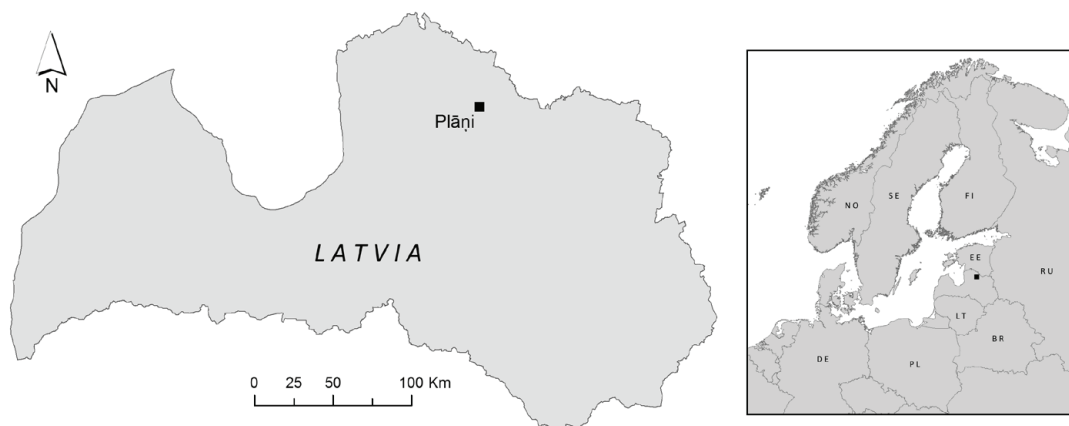 N
Plāņi
LATVIA
0 25 50 100 Km
NO
SE
FI
EE
RU
LT
BR
DE
PL